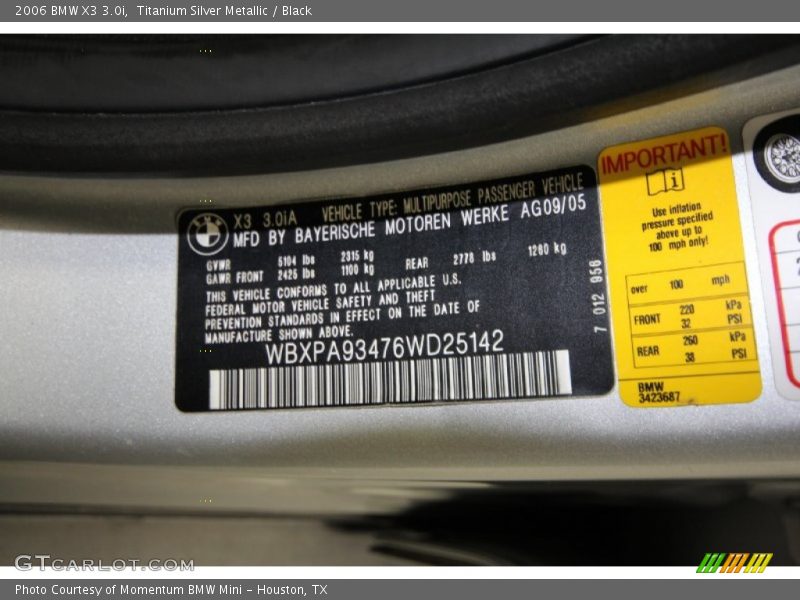 2006 BMW X3 3.0i, Titanium Silver Metallic / Black
BMW
X3 3.0iA VEHICLE TYPE: MULTIPURPOSE PASSENGER VEHICLE
MFD BY BAYERISCHE MOTOREN WERKE AG 09/05
GVWR 5104 lbs 2315 kg
GAWR FRONT 2425 lbs 1100 kg REAR 2778 lbs 1260 kg
THIS VEHICLE CONFORMS TO ALL APPLICABLE U.S.
FEDERAL MOTOR VEHICLE SAFETY AND THEFT
PREVENTION STANDARDS IN EFFECT ON THE DATE OF
MANUFACTURE SHOWN ABOVE.
WBXPA93476WD25142
7 012 956
IMPORTANT!
Use inflation
pressure specified
above up to
100 mph only!
over 100 mph
FRONT 220 kPa
32 PSI
REAR 260 kPa
38 PSI
BMW
3423687
GTCARLOT.COM
Photo Courtesy of Momentum BMW Mini - Houston, TX